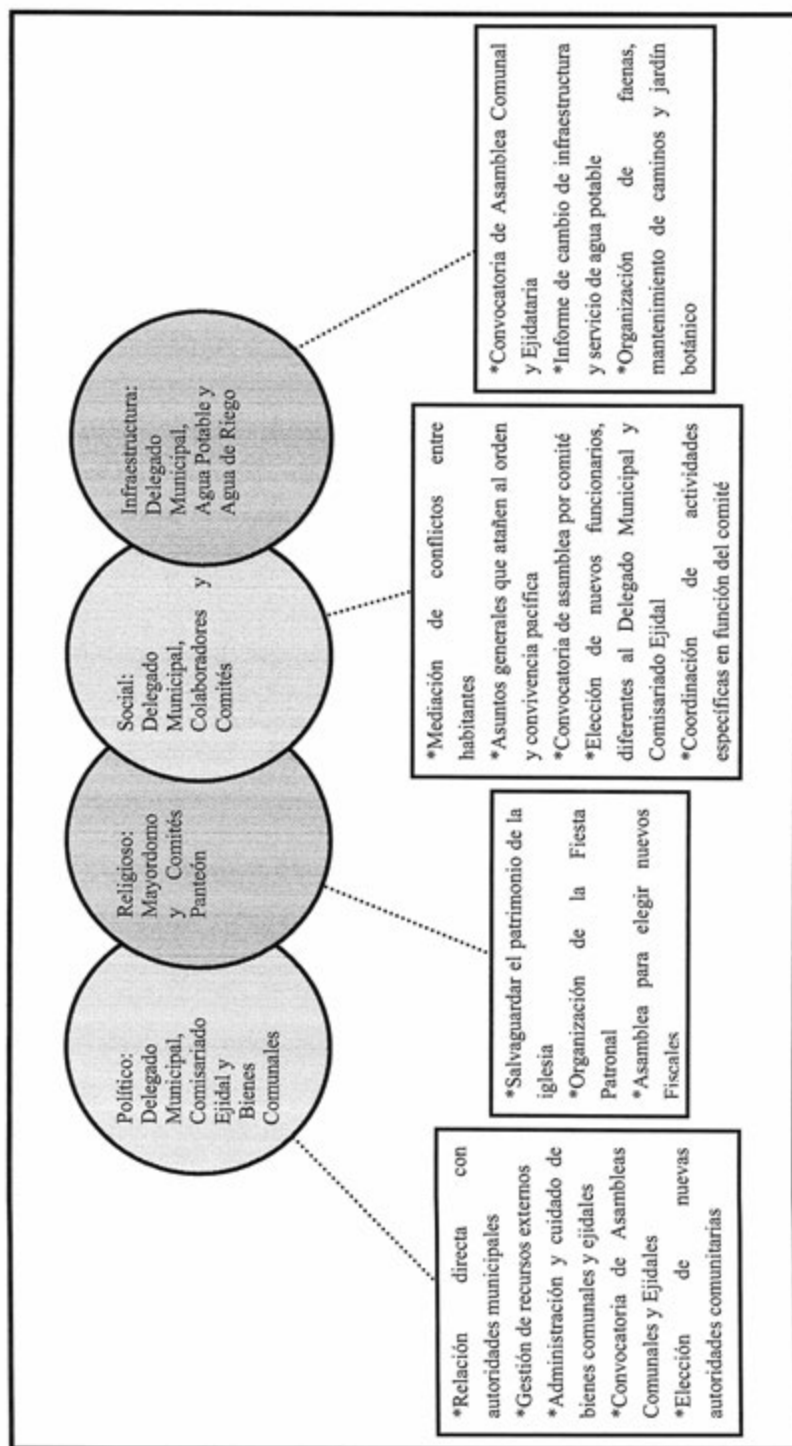 Político:
Delegado
Municipal,
Comisariado
Ejidal y
Bienes
Comunales
Religioso:
Mayordomo
y Comités
Panteón
Social:
Delegado
Municipal,
Colaboradores y
Comités
Infraestructura:
Delegado
Municipal,
Agua Potable y
Agua de Riego
*Relación directa con
autoridades municipales
*Gestión de recursos externos
*Administración y cuidado de
bienes comunales y ejidales
*Convocatoria de Asambleas
Comunales y Ejidales
*Elección de nuevas
autoridades comunitarias
*Salvaguardar el patrimonio de la
iglesia
*Organización de la Fiesta
Patronal
*Asamblea para elegir nuevos
Fiscales
*Mediación de conflictos entre
habitantes
*Asuntos generales que atañen al orden
y convivencia pacífica
*Convocatoria de asamblea por comité
*Elección de nuevos funcionarios,
diferentes al Delegado Municipal y
Comisariado Ejidal
*Coordinación de actividades
específicas en función del comité
*Convocatoria de Asamblea Comunal
y Ejidataria
*Informe de cambio de infraestructura
y servicio de agua potable
*Organización de faenas,
mantenimiento de caminos y jardín
botánico